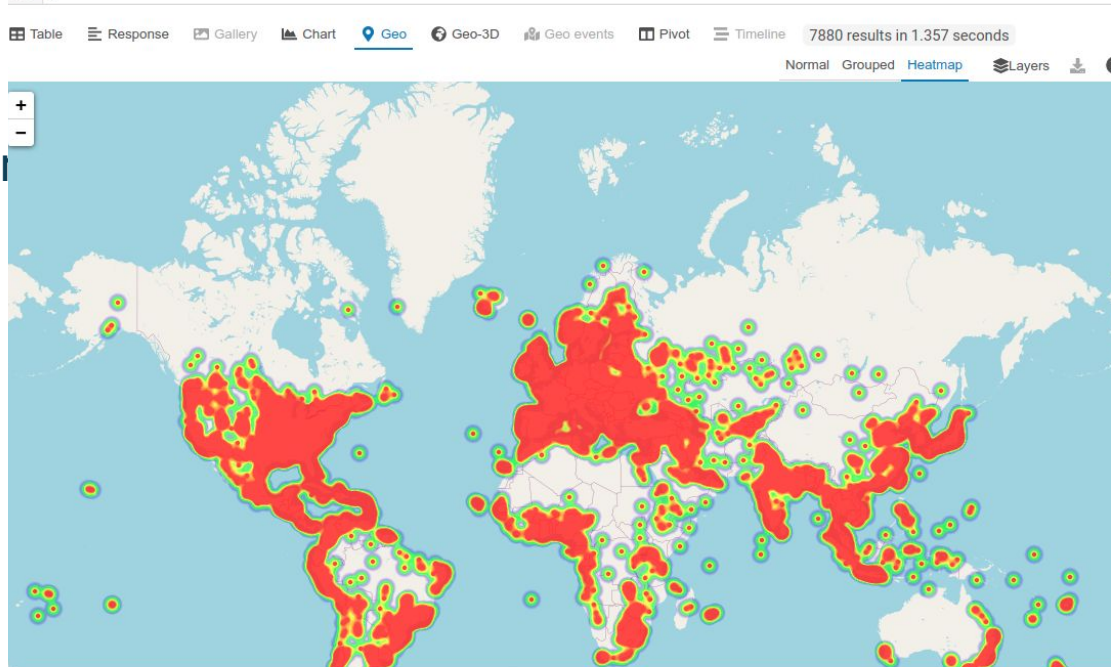 Table Response Gallery Chart Geo Geo-3D Geo events Pivot Timeline 7880 results in 1.357 seconds
Normal Grouped Heatmap Layers
+
−